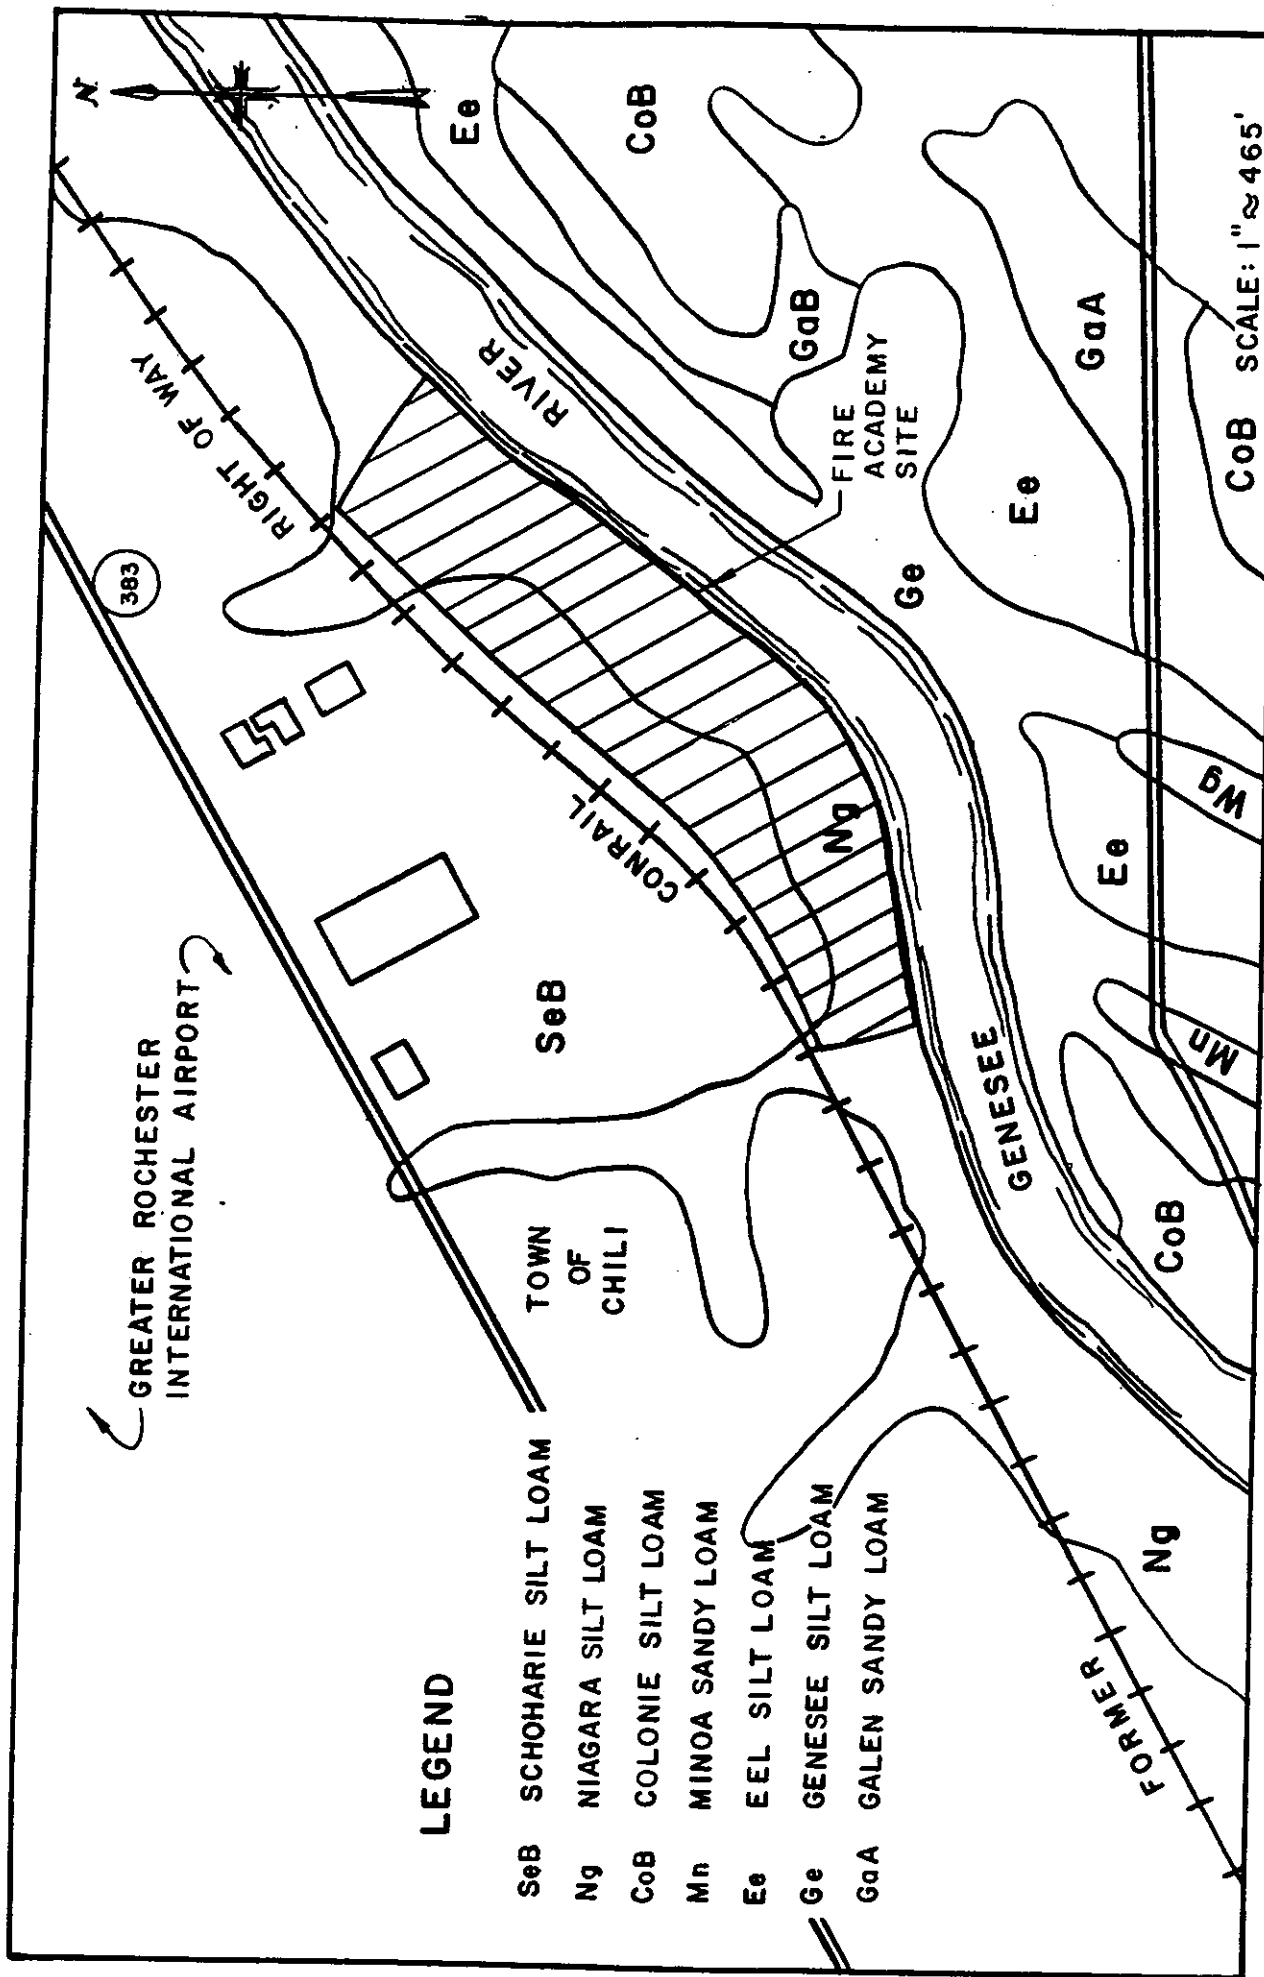 GREATER ROCHESTER
INTERNATIONAL AIRPORT
383
N
RIGHT OF WAY
CONRAIL
FORMER
SeB
TOWN
OF
CHILI
Ng
Ng
RIVER
GENESEE
FIRE
ACADEMY
SITE
Ee
CoB
GaB
GaA
Ge
Ee
CoB
Ee
Wg
Mn
CoB
LEGEND
SeB SCHOHARIE SILT LOAM
Ng NIAGARA SILT LOAM
CoB COLONIE SILT LOAM
Mn MINOA SANDY LOAM
Ee EEL SILT LOAM
Ge GENESEE SILT LOAM
GaA GALEN SANDY LOAM
SCALE: 1"≈465'